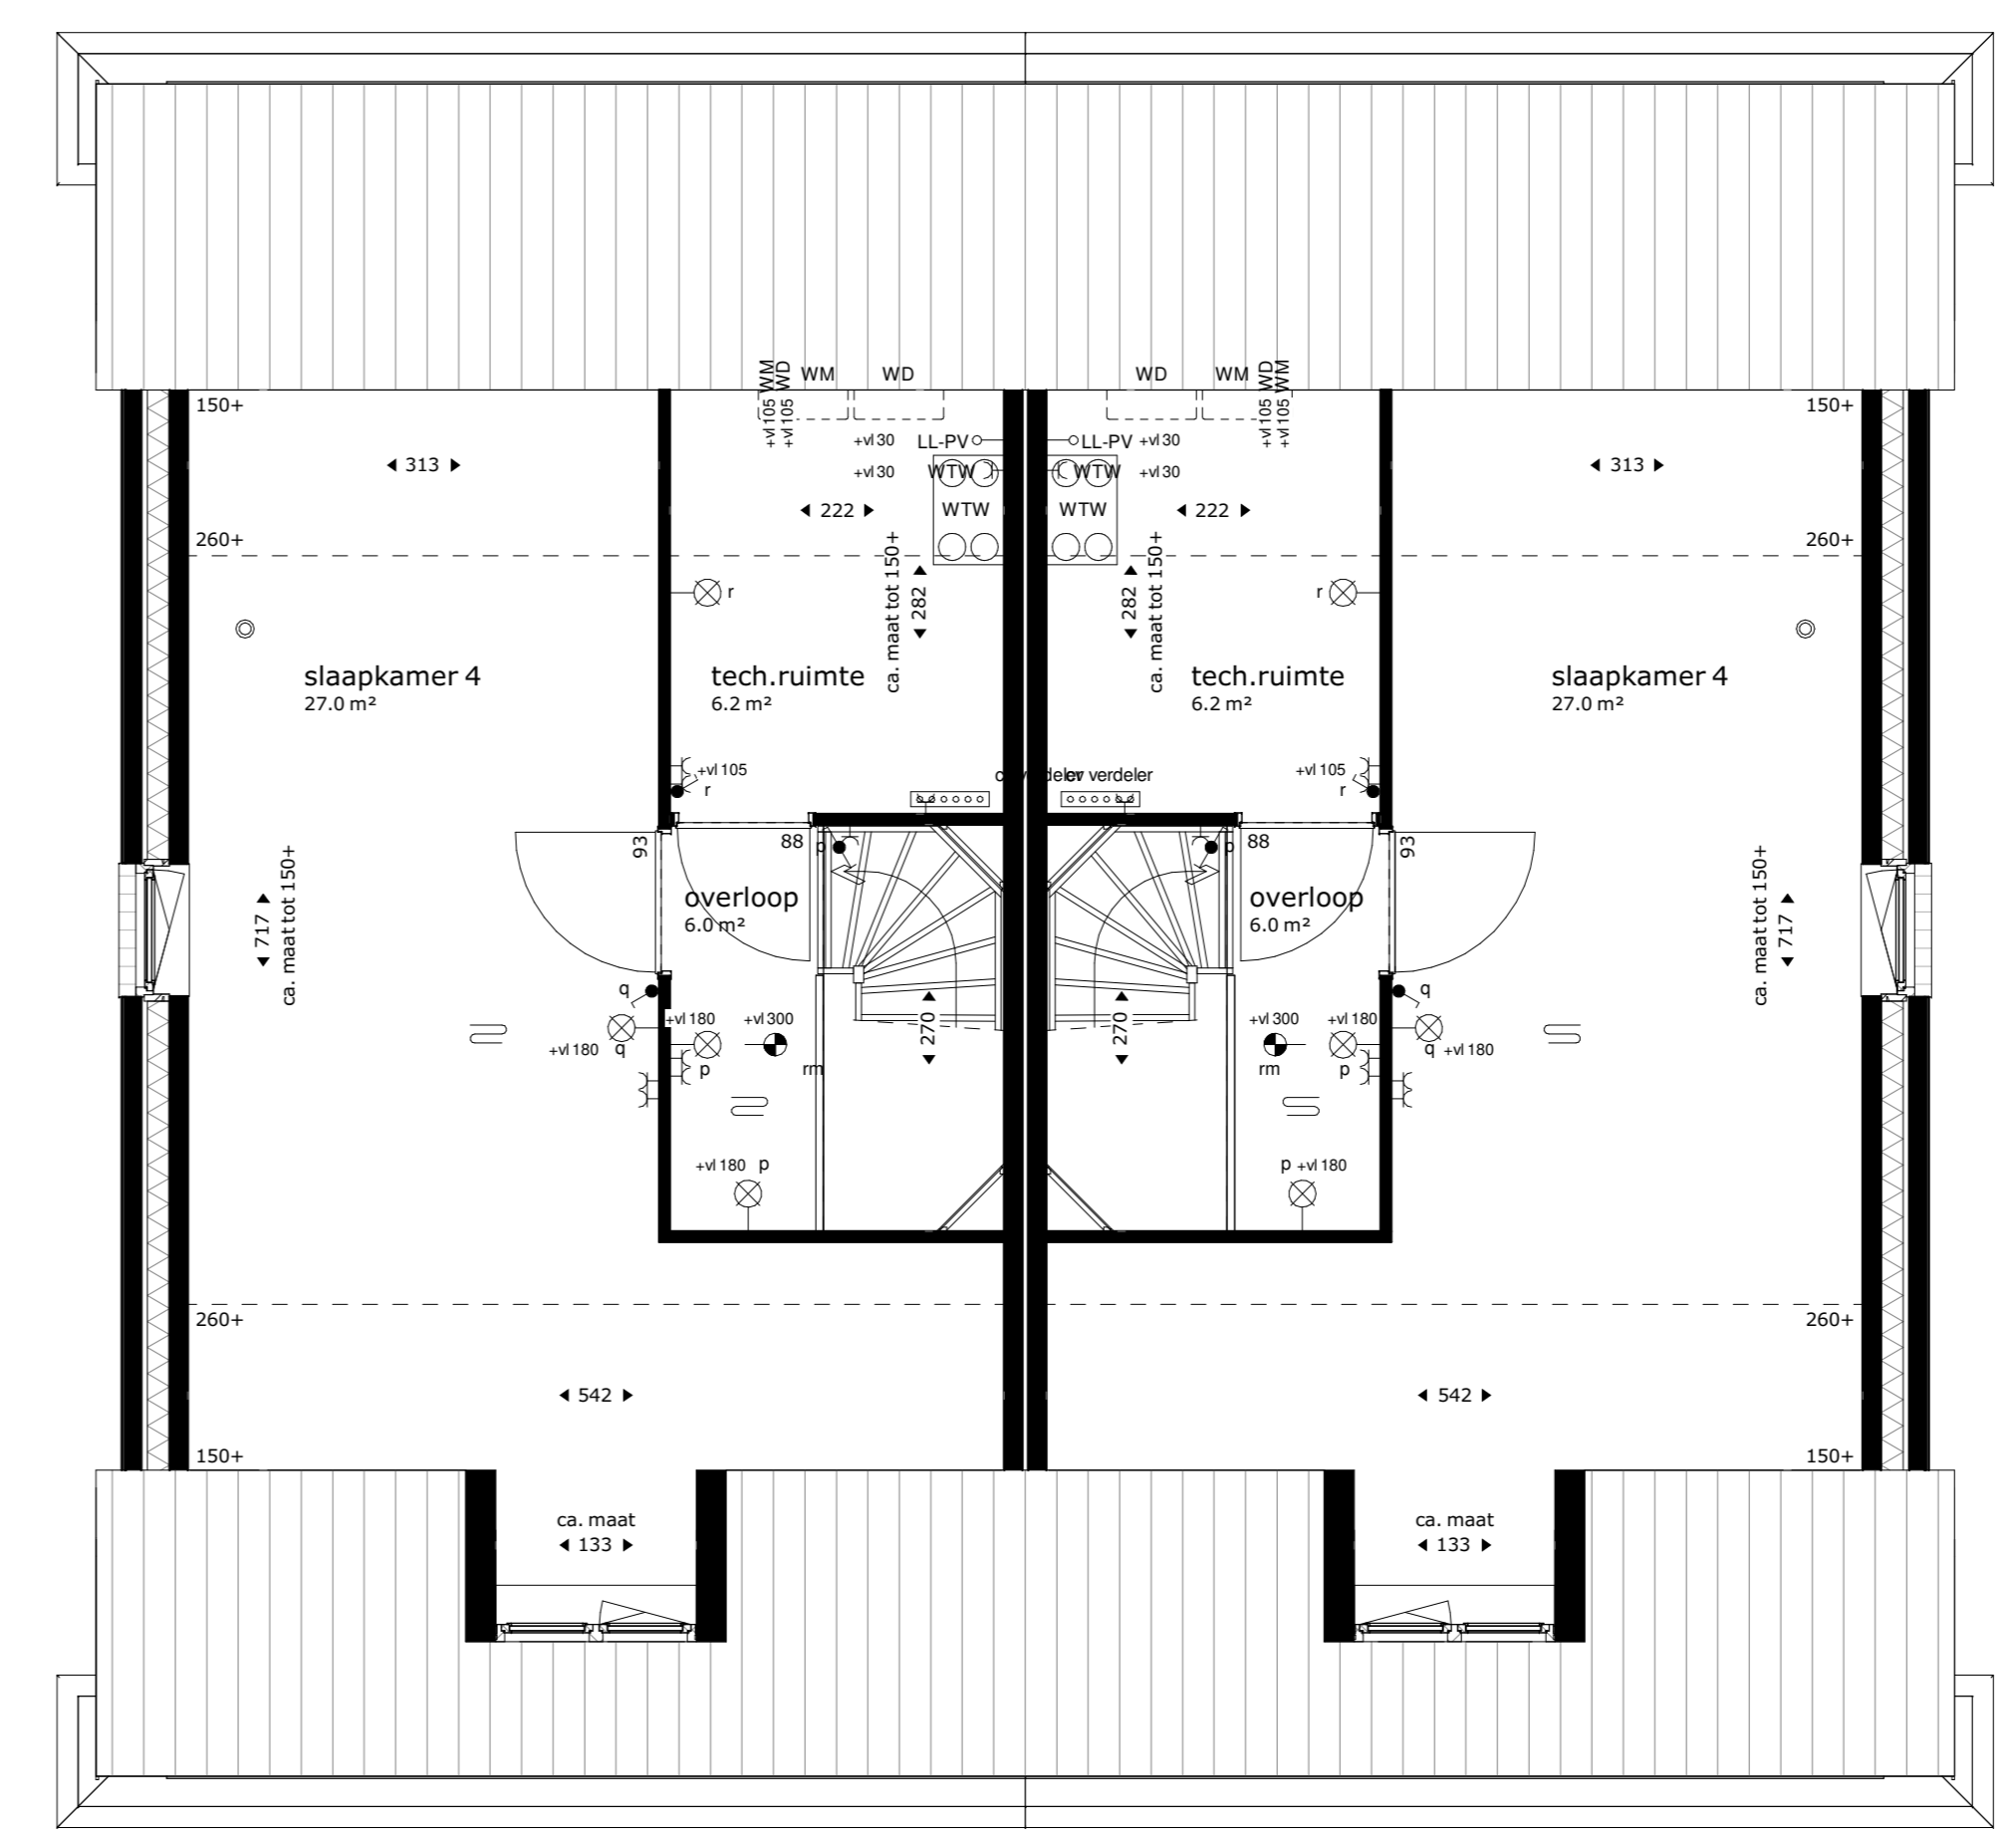 WM WD WM WD
WD WM WD WM
+vl 105 +vl 105
+vl 105 +vl 105
150+
150+
313
+vl 30 LL-PV
LL-PV +vl 30
313
+vl 30 WTW
WTW +vl 30
222 WTW
WTW 222
260+
260+
ca. maat tot 150+
282
282
ca. maat tot 150+
r
r
slaapkamer 4
27.0 m²
tech.ruimte
6.2 m²
tech.ruimte
6.2 m²
slaapkamer 4
27.0 m²
+vl 105
r
verdeler
+vl 105
r
93
88
p
p
88
93
717
ca. maat tot 150+
overloop
6.0 m²
overloop
6.0 m²
ca. maat tot 150+
717
q
q
+vl 180
+vl 300
270
270
+vl 300
+vl 180
+vl 180 q
q +vl 180
p
rm
rm
p
+vl 180 p
p +vl 180
260+
260+
542
542
150+
150+
ca. maat
133
ca. maat
133